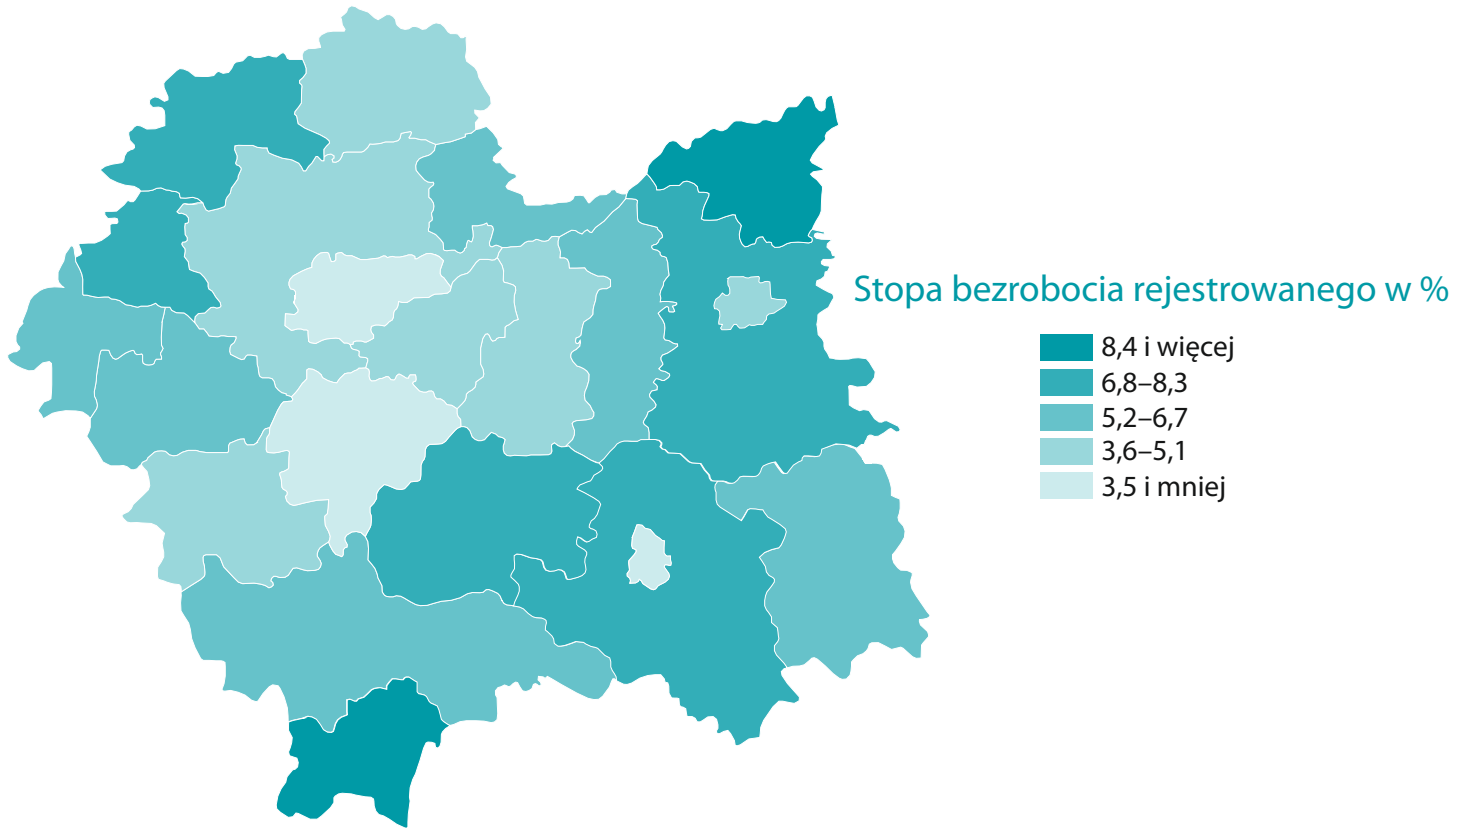 Stopa bezrobocia rejestrowanego w %
8,4 i więcej
6,8–8,3
5,2–6,7
3,6–5,1
3,5 i mniej